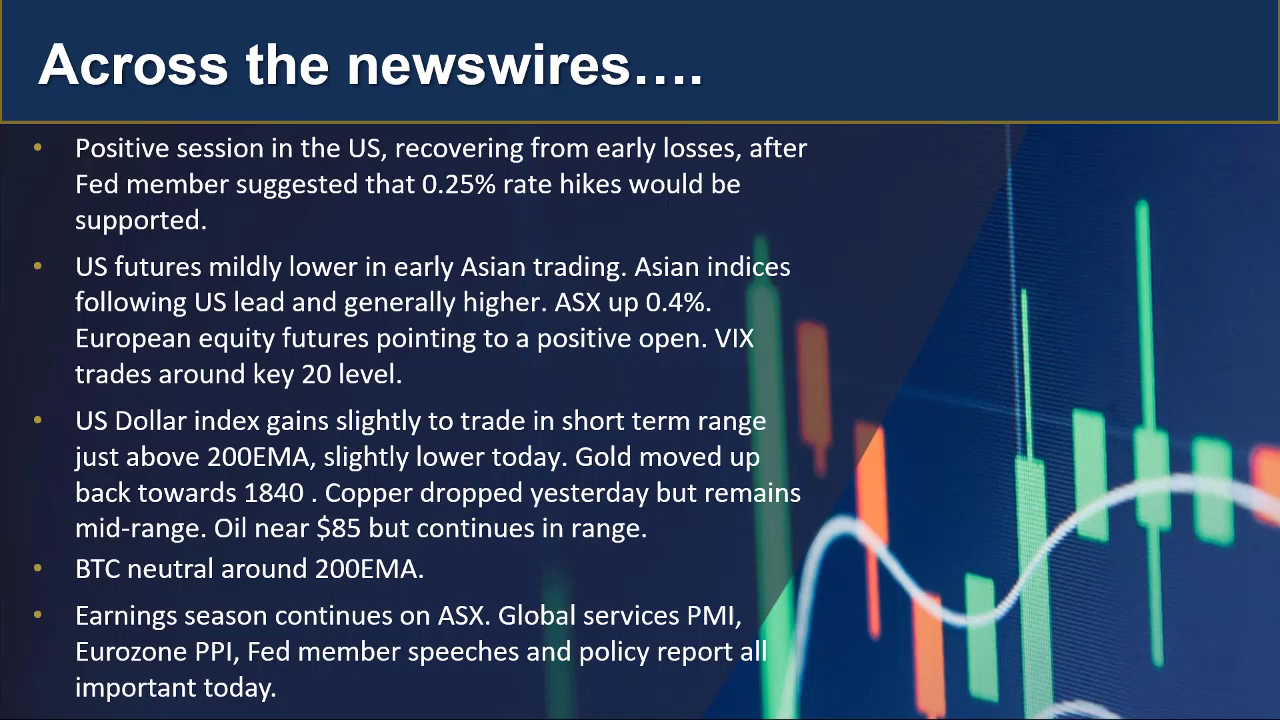 Across the newswires….
• Positive session in the US, recovering from early losses, after
Fed member suggested that 0.25% rate hikes would be
supported.
• US futures mildly lower in early Asian trading. Asian indices
following US lead and generally higher. ASX up 0.4%.
European equity futures pointing to a positive open. VIX
trades around key 20 level.
• US Dollar index gains slightly to trade in short term range
just above 200EMA, slightly lower today. Gold moved up
back towards 1840 . Copper dropped yesterday but remains
mid-range. Oil near $85 but continues in range.
• BTC neutral around 200EMA.
• Earnings season continues on ASX. Global services PMI,
Eurozone PPI, Fed member speeches and policy report all
important today.